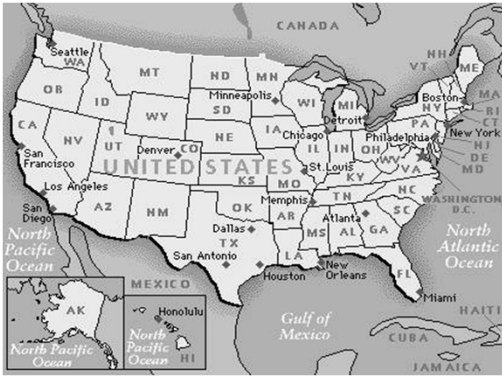 CANADA
Seattle
WA
MT
ND
MN
NH
VT
ME
OR
ID
Minneapolis
WI
MI
NY
Boston
MA
BI
CT
WY
SD
CA
NV
IA
Chicago
Detroit
PA
New York
Philadelphia
NJ
UT
Denver
CO
NE
IL
IN
OH
DE
MD
San
Francisco
UNITED STATES
St.Louis
WV
VA
KS
MO
KY
WASHINGTON
D.C.
Los Angeles
OK
Memphis
TN
NC
San
Diego
AZ
NM
AR
Atlanta
SC
Dallas
MS
AL
GA
North
Pacific
Ocean
TX
San Antonio
LA
North
Atlantic
Ocean
Houston
New
Orleans
FL
MEXICO
Miami
AK
Honolulu
Gulf of
Mexico
HAITI
North Pacific
Ocean
North
Pacific
Ocean
HI
CUBA
JAMAICA